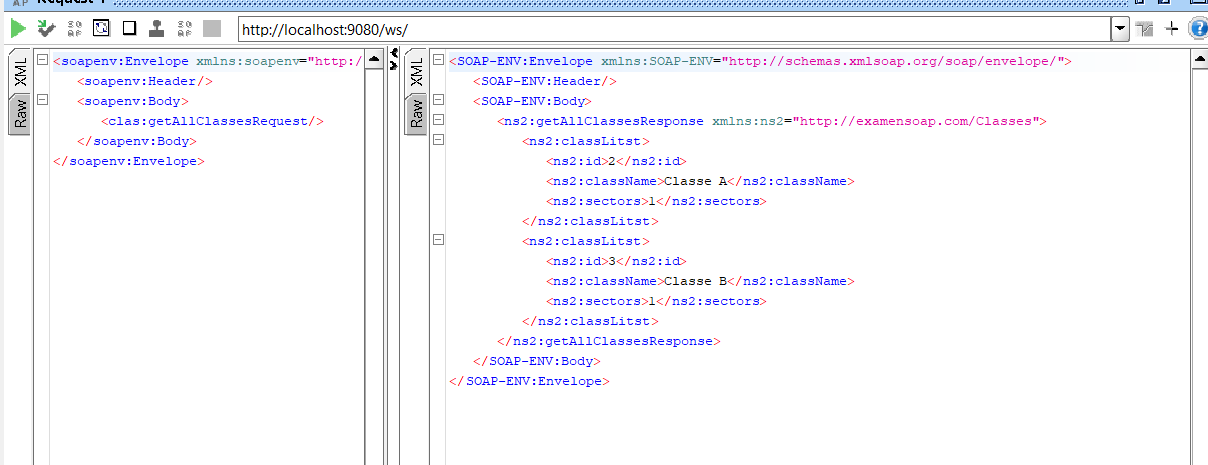 http://localhost:9080/ws/
XML
Raw
<soapenv:Envelope xmlns:soapenv="http:/
<soapenv:Header/>
<soapenv:Body>
<clas:getAllClassesRequest/>
</soapenv:Body>
</soapenv:Envelope>
XML
Raw
<SOAP-ENV:Envelope xmlns:SOAP-ENV="http://schemas.xmlsoap.org/soap/envelope/">
<SOAP-ENV:Header/>
<SOAP-ENV:Body>
<ns2:getAllClassesResponse xmlns:ns2="http://examensoap.com/Classes">
<ns2:classLitst>
<ns2:id>2</ns2:id>
<ns2:className>Classe A</ns2:className>
<ns2:sectors>1</ns2:sectors>
</ns2:classLitst>
<ns2:classLitst>
<ns2:id>3</ns2:id>
<ns2:className>Classe B</ns2:className>
<ns2:sectors>1</ns2:sectors>
</ns2:classLitst>
</ns2:getAllClassesResponse>
</SOAP-ENV:Body>
</SOAP-ENV:Envelope>